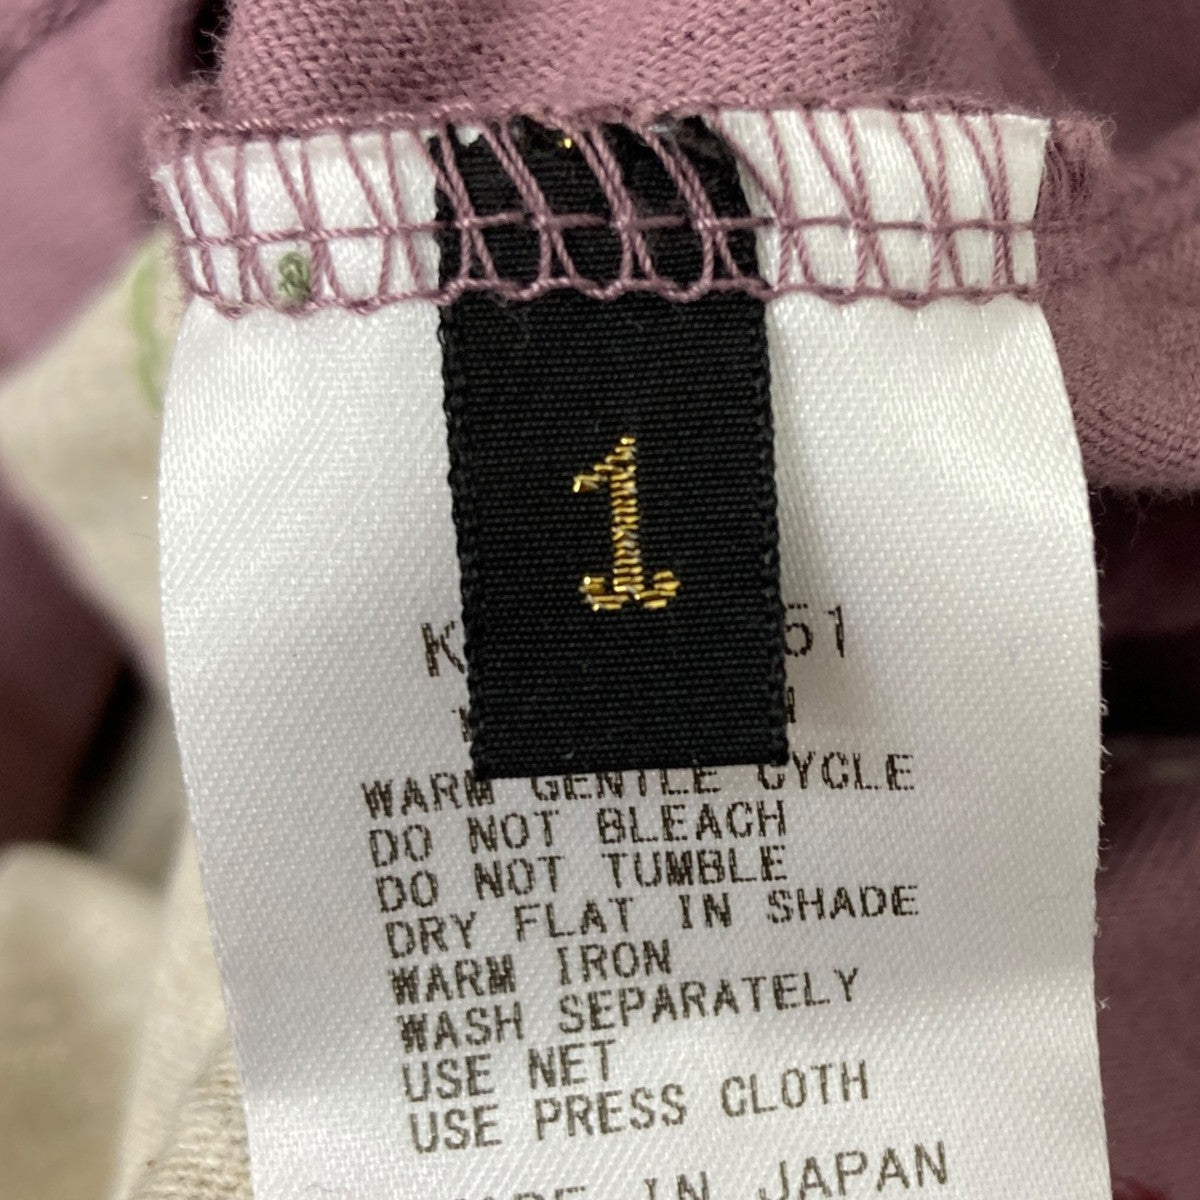 1
WARM GENTLE CYCLE
DO NOT BLEACH
DO NOT TUMBLE
DRY FLAT IN SHADE
WARM IRON
WASH SEPARATELY
USE NET
USE PRESS CLOTH
MADE IN JAPAN